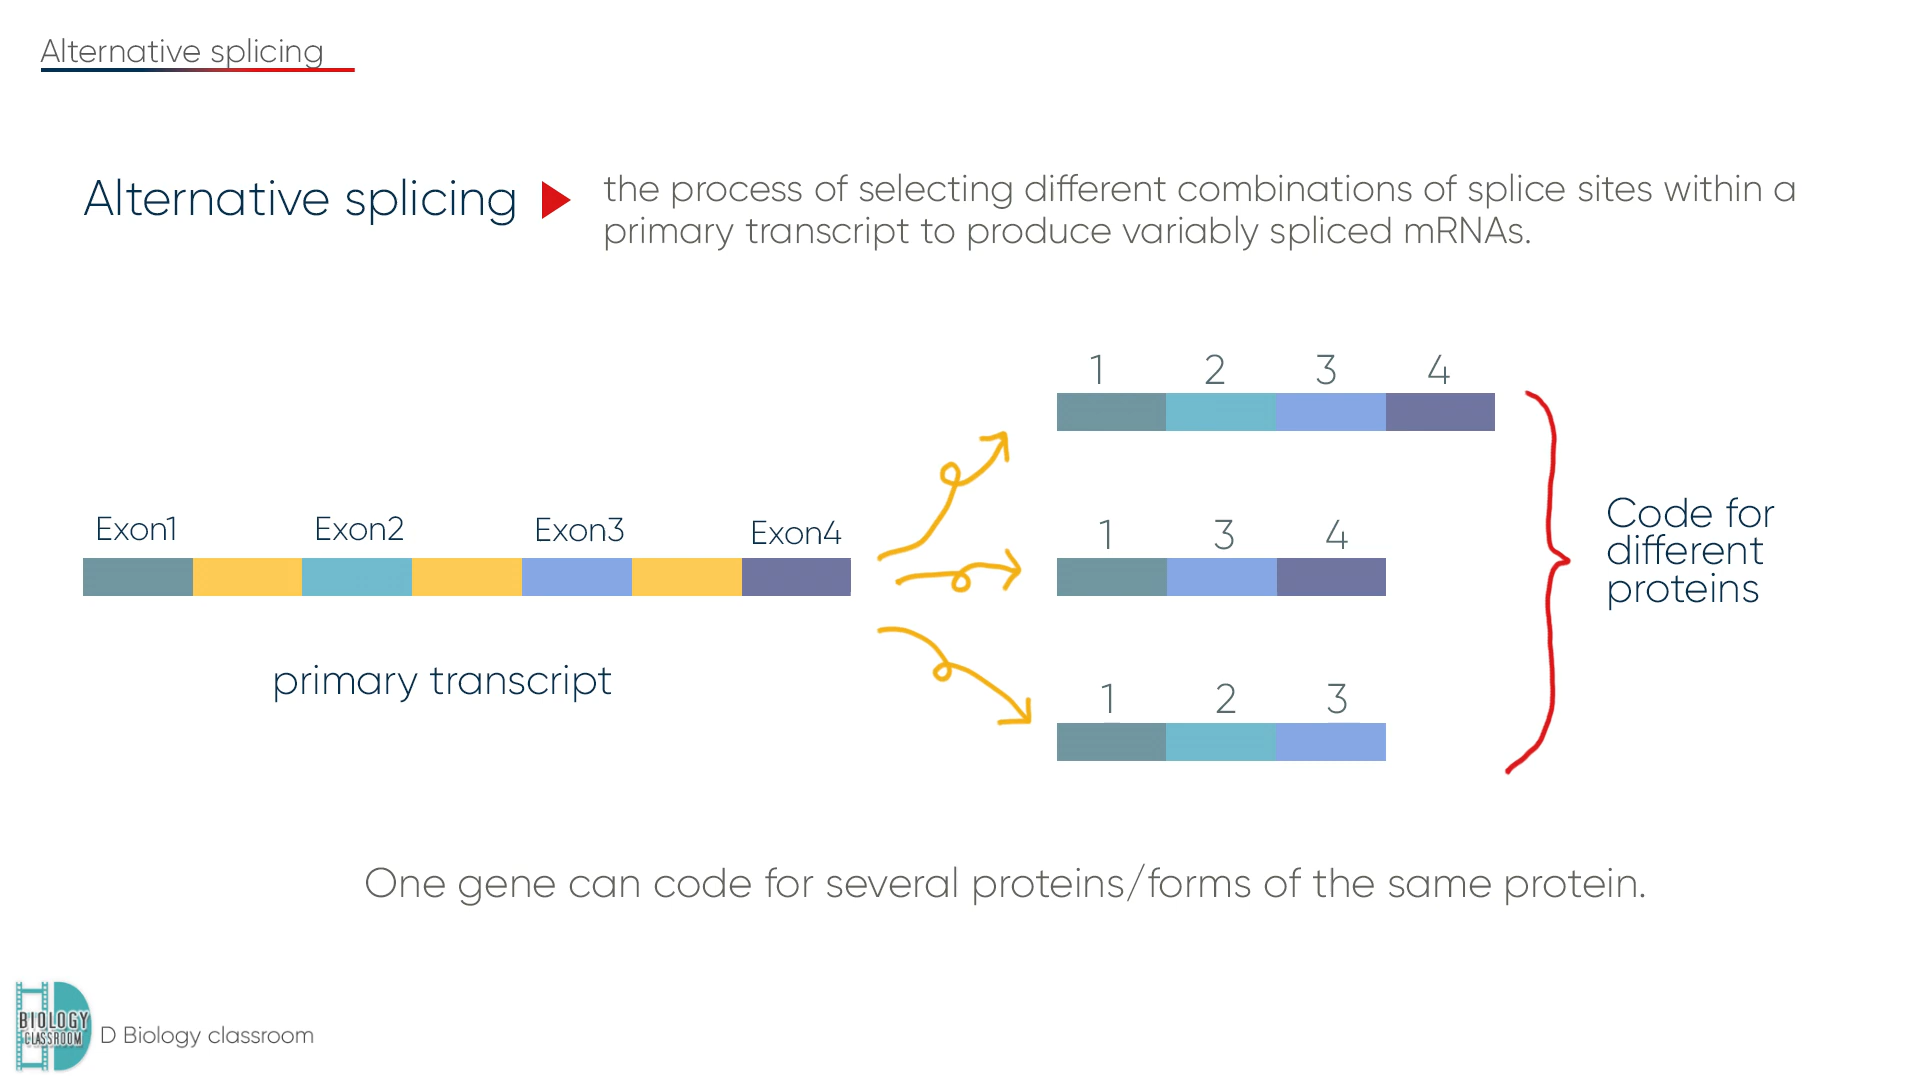 Alternative splicing
Alternative splicing
the process of selecting different combinations of splice sites within a
primary transcript to produce variably spliced mRNAs.
1 2 3 4
Exon1 Exon2 Exon3 Exon4
1 3 4
Code for
different
proteins
primary transcript
1 2 3
One gene can code for several proteins/forms of the same protein.
BIOLOGY
CLASSROOM
D Biology classroom